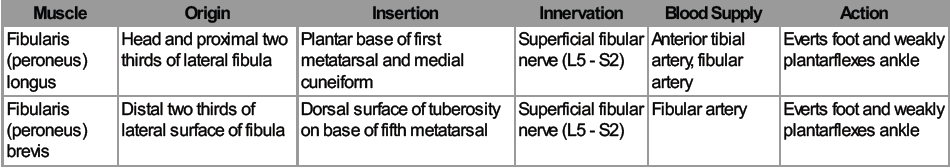 Muscle Origin Insertion Innervation Blood Supply Action
Fibularis (peroneus) longus Head and proximal two thirds of lateral fibula Plantar base of first metatarsal and medial cuneiform Superficial fibular nerve (L5 - S2) Anterior tibial artery, fibular artery Everts foot and weakly plantarflexes ankle
Fibularis (peroneus) brevis Distal two thirds of lateral surface of fibula Dorsal surface of tuberosity on base of fifth metatarsal Superficial fibular nerve (L5 - S2) Fibular artery Everts foot and weakly plantarflexes ankle